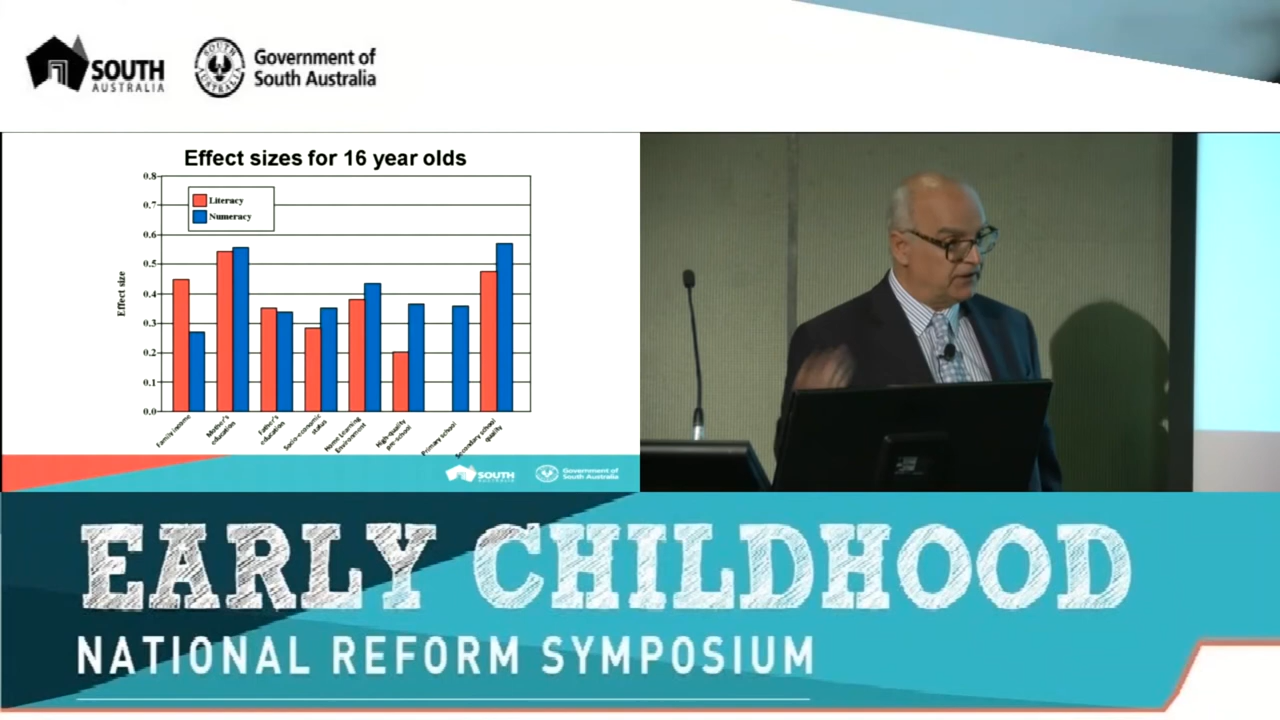 SOUTH
AUSTRALIA
Government of
South Australia
Effect sizes for 16 year olds
0.8
0.7
0.6
0.5
0.4
0.3
0.2
0.1
0.0
Effect size
Literacy
Numeracy
Family income
Mother's
education
Father's
education
Socio-economic
status
Home Learning
Environment
High-quality
pre-school
Primary school
Secondary school
quality
SOUTH
AUSTRALIA
Government of
South Australia
EARLY CHILDHOOD
NATIONAL REFORM SYMPOSIUM